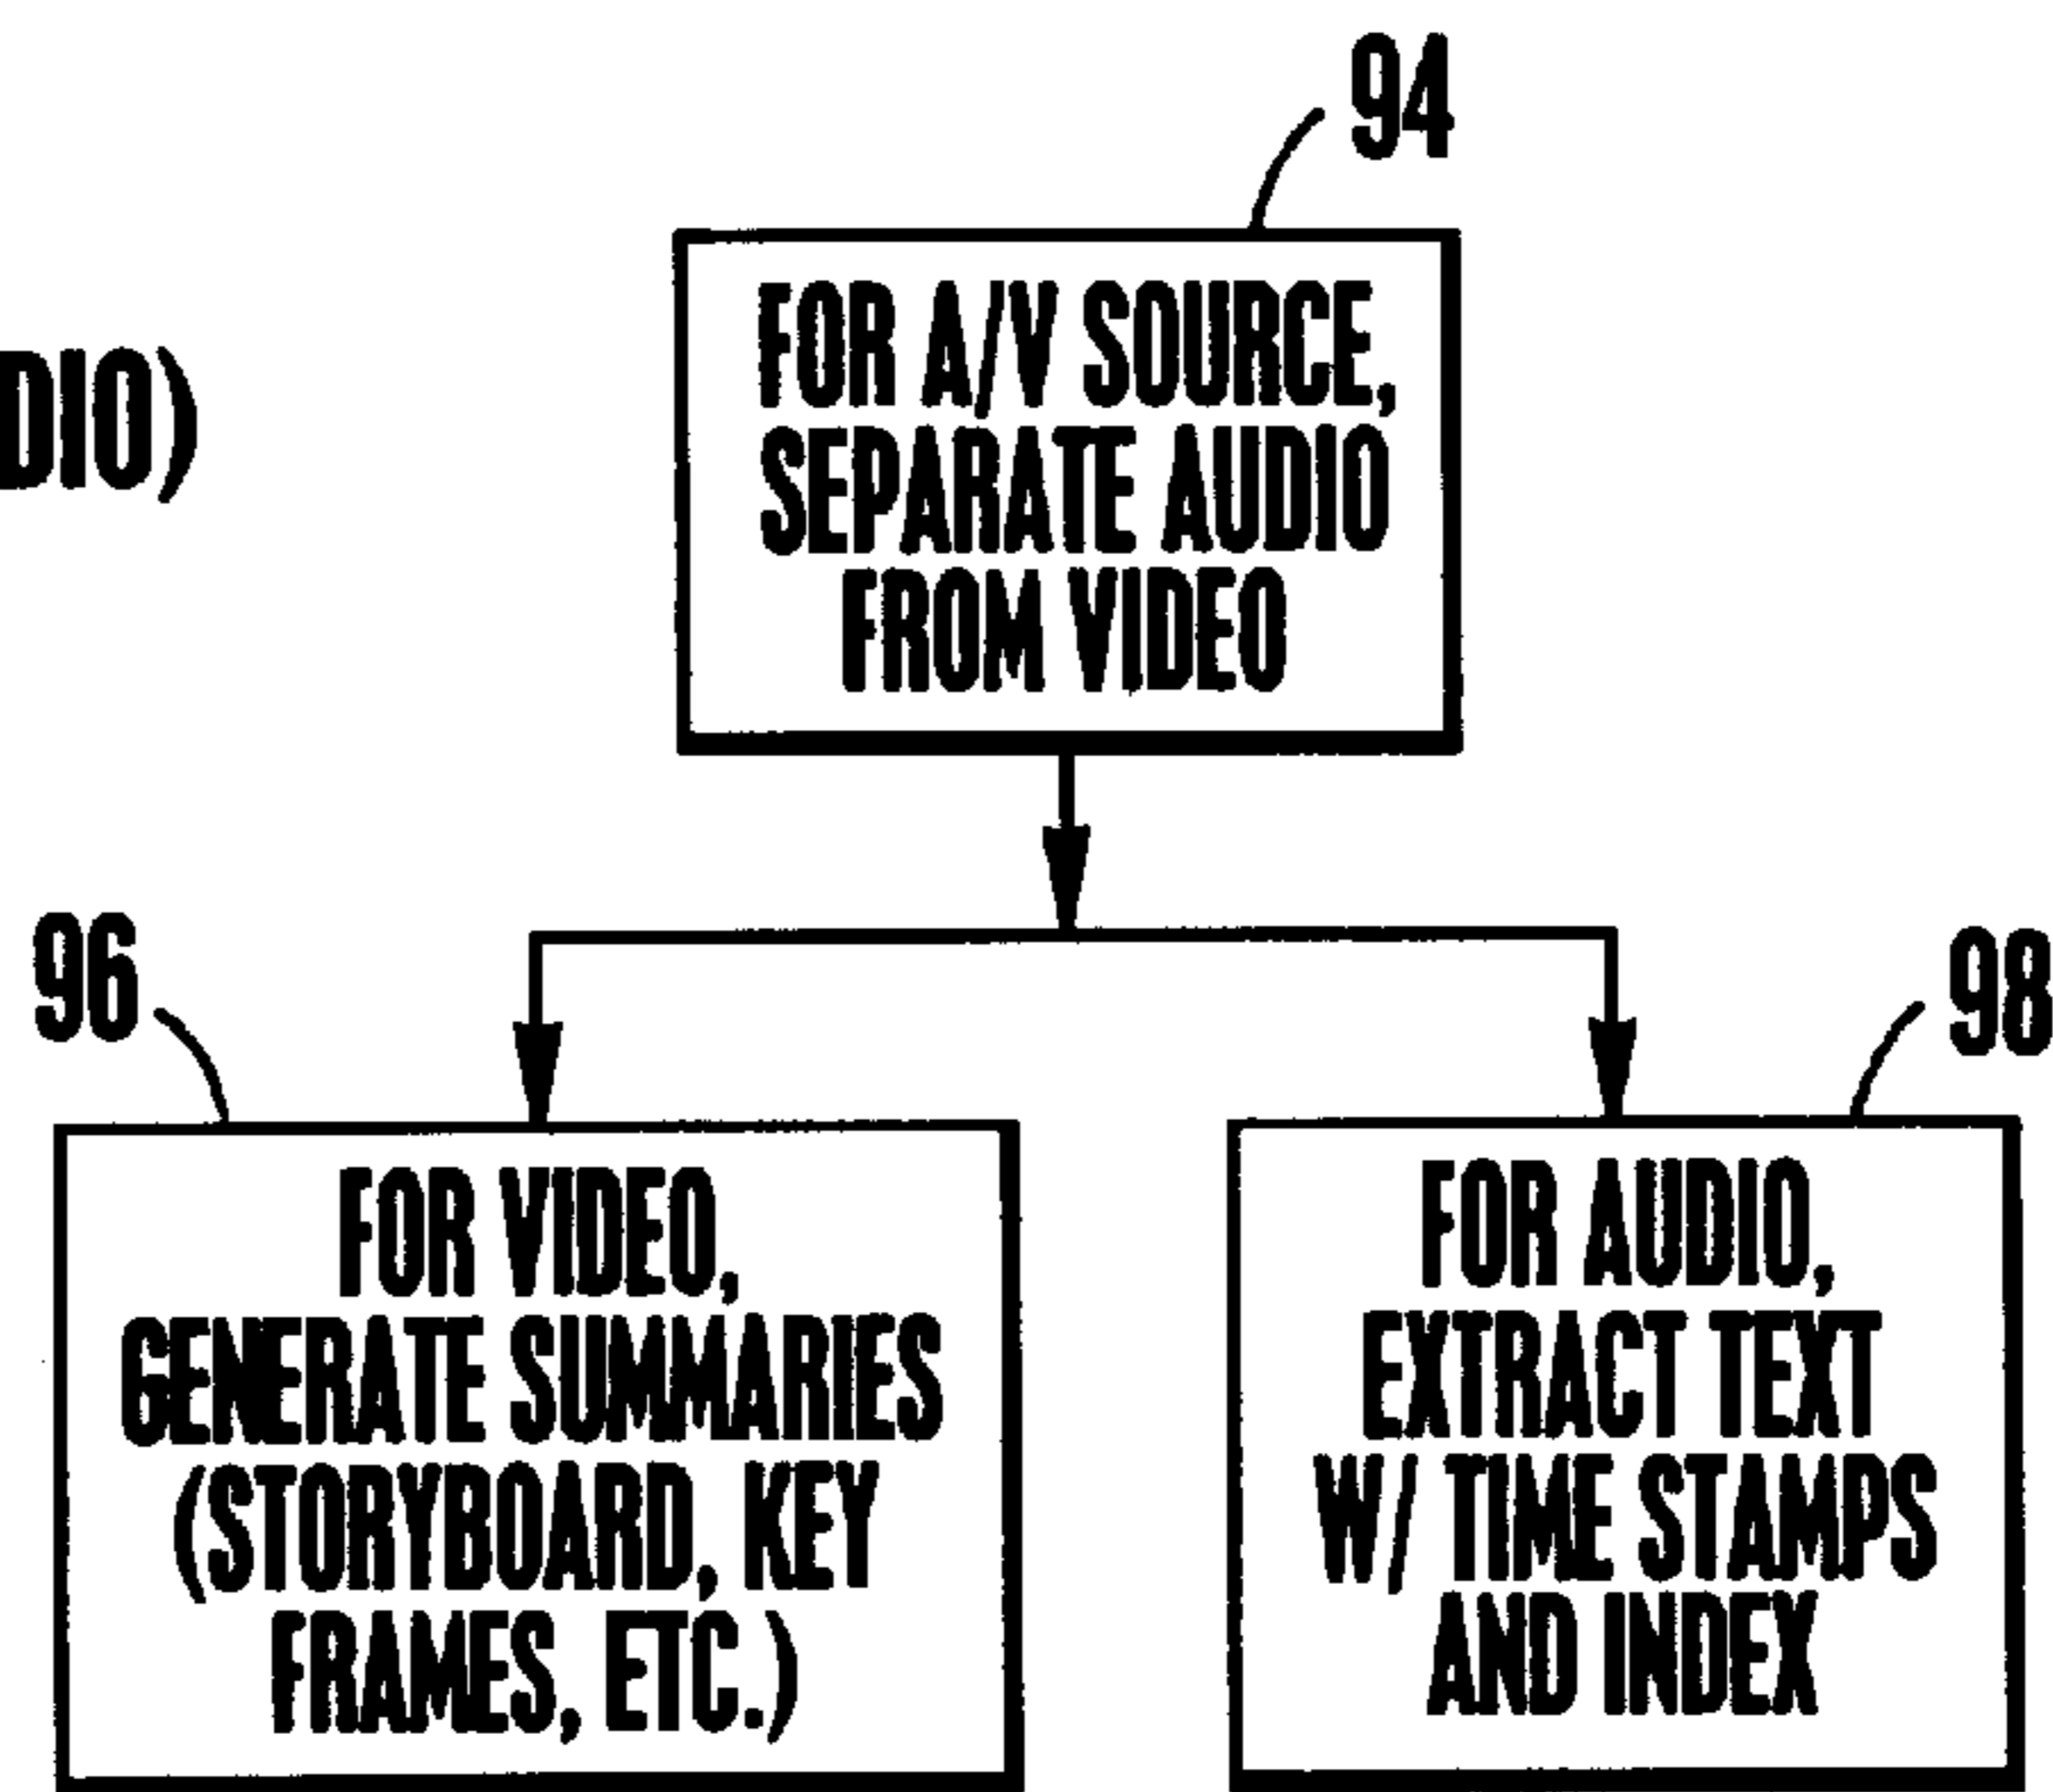 94
DIO)
FOR A/V SOURCE,
SEPARATE AUDIO
FROM VIDEO
96
98
FOR VIDEO,
GENERATE SUMMARIES
(STORYBOARD, KEY
FRAMES, ETC.)
FOR AUDIO,
EXTRACT TEXT
W/ TIME STAMPS
AND INDEX